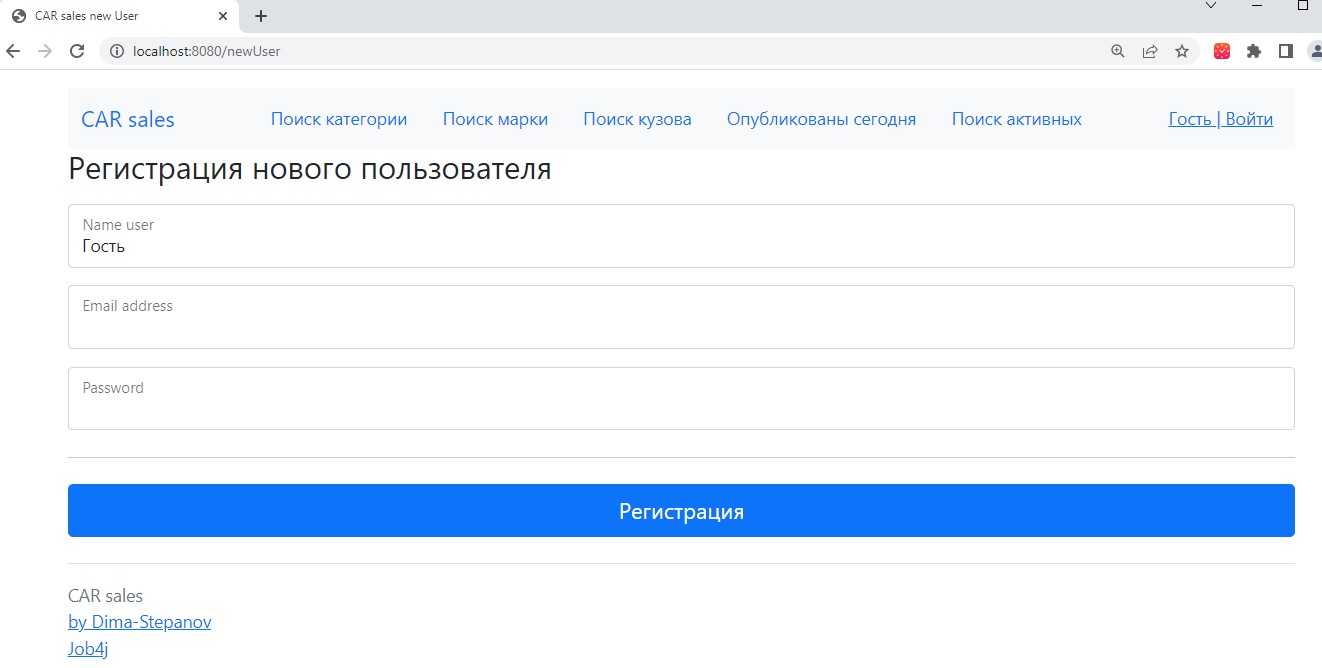 CAR sales new User
localhost:8080/newUser
CAR sales Поиск категории Поиск марки Поиск кузова Опубликованы сегодня Поиск активных Гость | Войти
Регистрация нового пользователя
Name user
Гость
Email address
Password
Регистрация
CAR sales
by Dima-Stepanov
Job4j